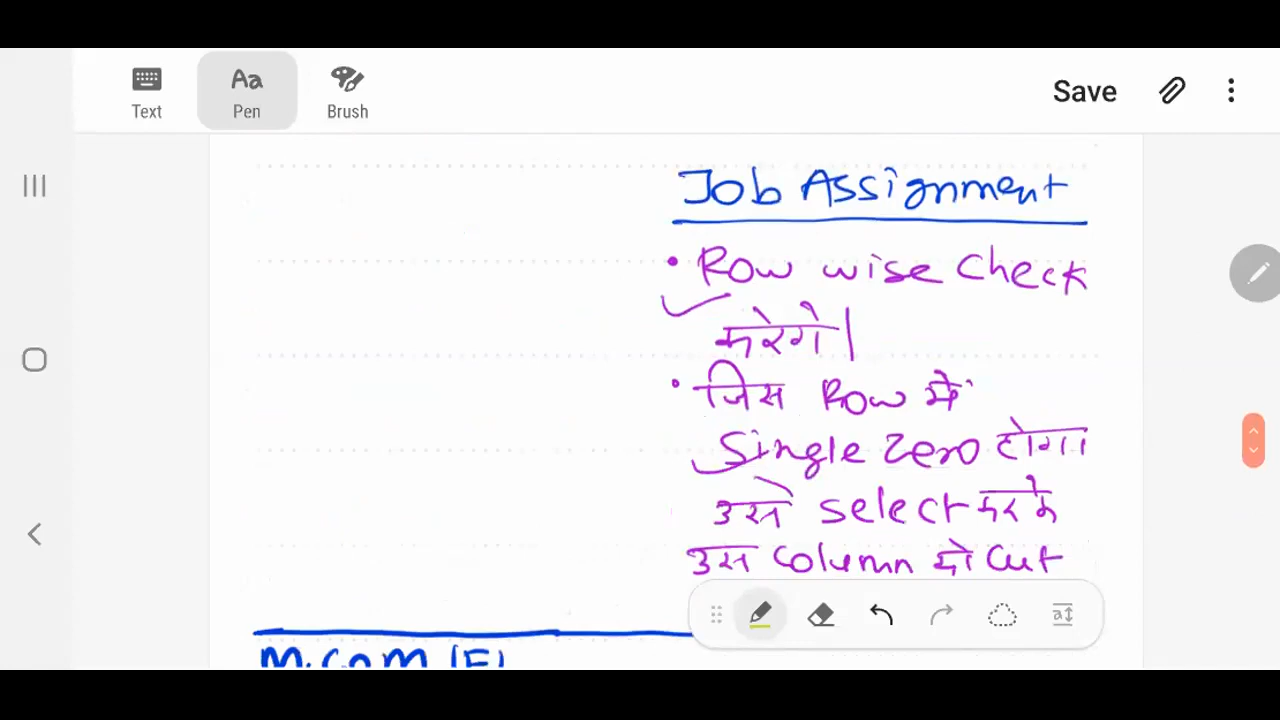 Text
Pen
Brush
Save
Job Assignment
• Row wise Check
करेगे।
• जिस Row मे
Single Zero होगा
उसे select करके
उस Column को Cut
M.COM (F)